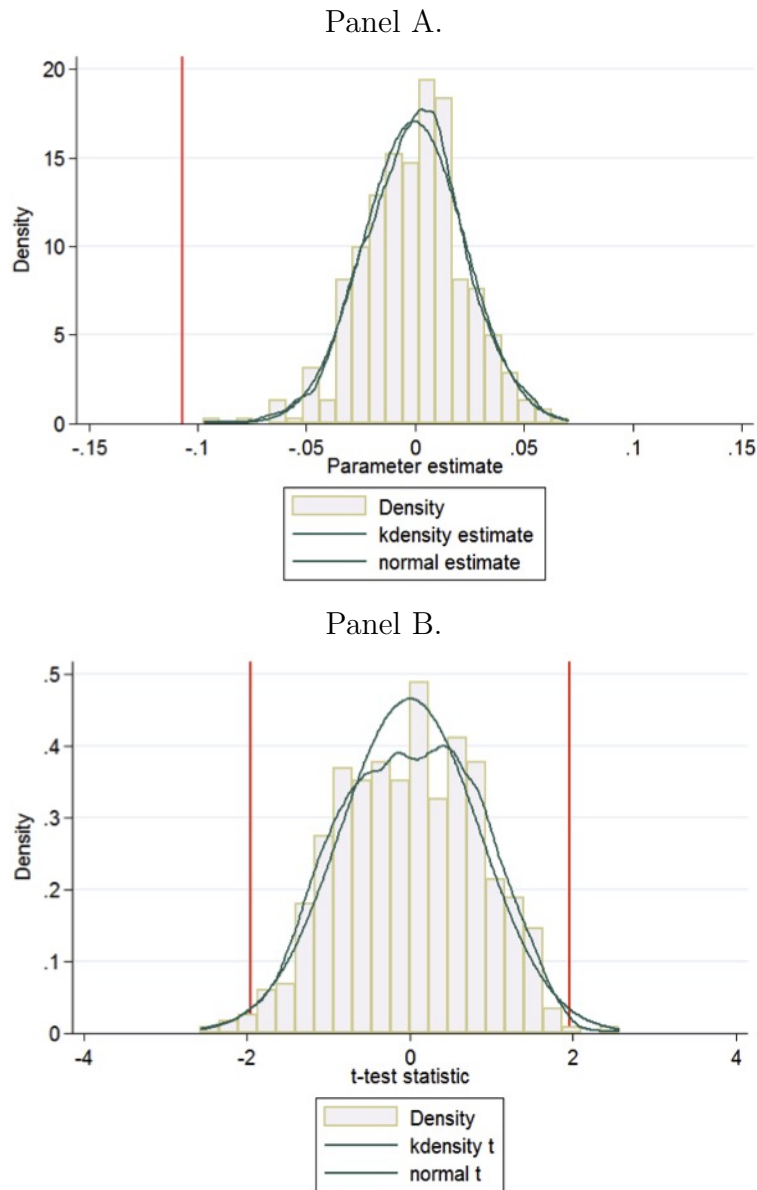 Panel A.
20
15
10
5
0
Density
-.15 -.1 -.05 0 .05 .1 .15
Parameter estimate
Density
kdensity estimate
normal estimate
Panel B.
.5
.4
.3
.2
.1
0
Density
-4 -2 0 2 4
t-test statistic
Density
kdensity t
normal t